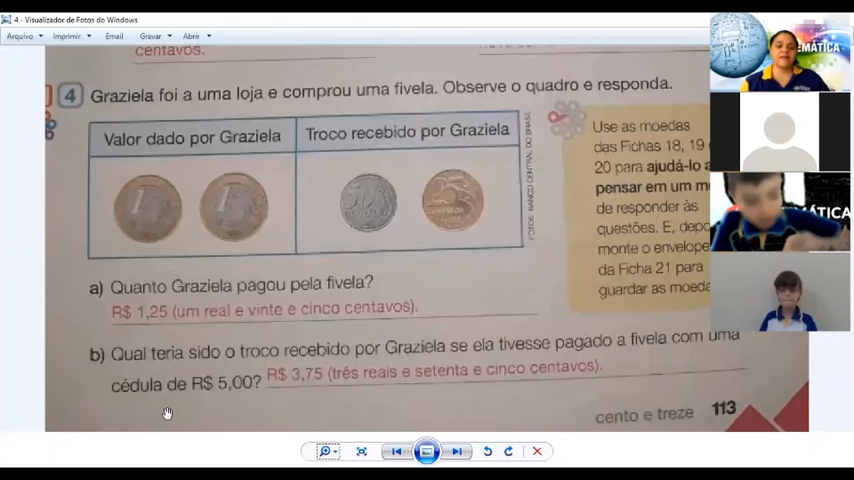 4 - Visualizador de Fotos do Windows
Arquivo Imprimir Email Gravar Abrir
centavos.
4 Graziela foi a uma loja e comprou uma fivela. Observe o quadro e responda.
Valor dado por Graziela Troco recebido por Graziela
FOTOS: BANCO CENTRAL DO BRASIL
Use as moedas
das Fichas 18, 19
20 para ajudá-lo a
pensar em um m
de responder às
questões. E, depo
monte o envelope
da Ficha 21 para
guardar as moeda
a) Quanto Graziela pagou pela fivela?
R$ 1,25 (um real e vinte e cinco centavos).
b) Qual teria sido o troco recebido por Graziela se ela tivesse pagado a fivela com uma
cédula de R$ 5,00? R$ 3,75 (três reais e setenta e cinco centavos).
cento e treze 113